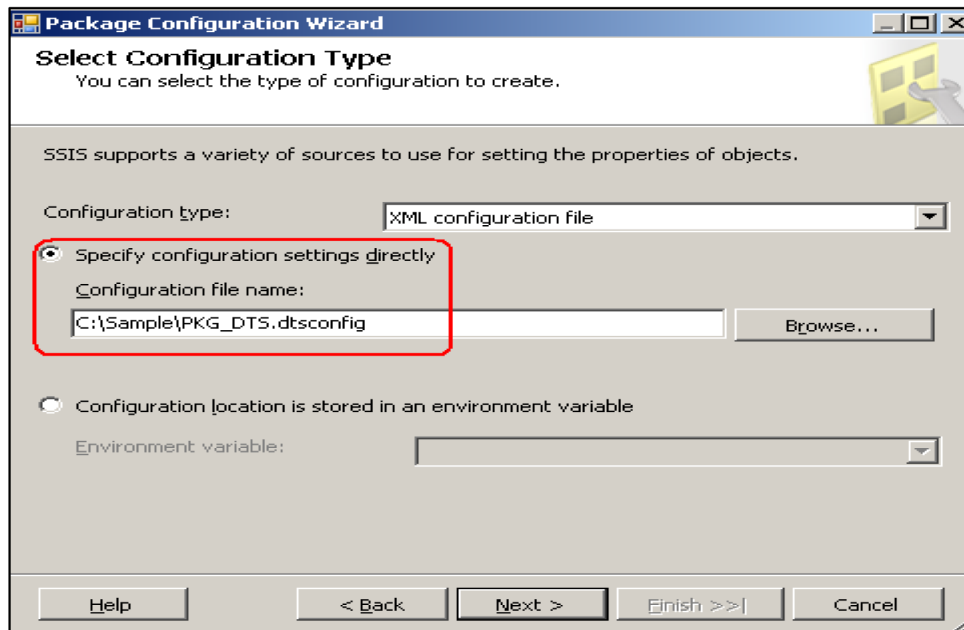 Package Configuration Wizard
Select Configuration Type
You can select the type of configuration to create.
SSIS supports a variety of sources to use for setting the properties of objects.
Configuration type:
XML configuration file
Specify configuration settings directly
Configuration file name:
C:\Sample\PKG_DTS.dtsconfig
Browse...
Configuration location is stored in an environment variable
Environment variable:
Help
< Back
Next >
Finish >>|
Cancel